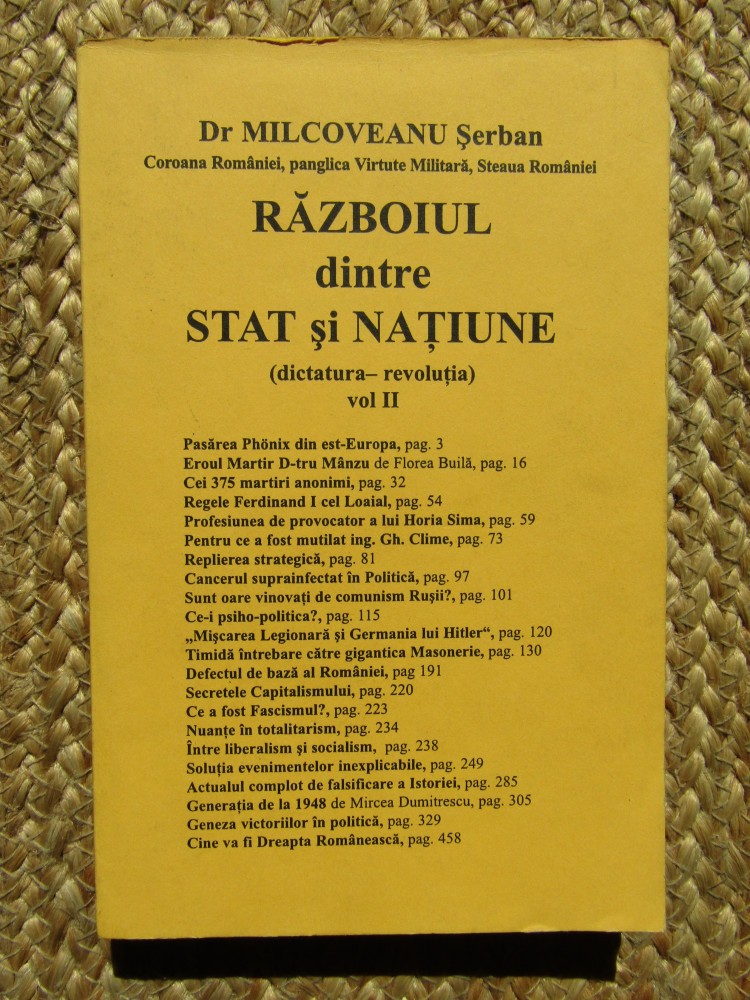 Dr MILCOVEANU Şerban
Coroana României, panglica Virtute Militară, Steaua României
RĂZBOIUL
dintre
STAT şi NAŢIUNE
(dictatura– revoluţia)
vol II
Pasărea Phönix din est-Europa, pag. 3
Eroul Martir D-tru Mânzu de Florea Builă, pag. 16
Cei 375 martiri anonimi, pag. 32
Regele Ferdinand I cel Loaial, pag. 54
Profesiunea de provocator a lui Horia Sima, pag. 59
Pentru ce a fost mutilat ing. Gh. Clime, pag. 73
Replierea strategică, pag. 81
Cancerul suprainfectat în Politică, pag. 97
Sunt oare vinovaţi de comunism Ruşii?, pag. 101
Ce-i psiho-politica?, pag. 115
„Mişcarea Legionară şi Germania lui Hitler“, pag. 120
Timidă întrebare către gigantica Masonerie, pag. 130
Defectul de bază al României, pag 191
Secretele Capitalismului, pag. 220
Ce a fost Fascismul?, pag. 223
Nuanţe în totalitarism, pag. 234
Între liberalism şi socialism, pag. 238
Soluţia evenimentelor inexplicabile, pag. 249
Actualul complot de falsificare a Istoriei, pag. 285
Generaţia de la 1948 de Mircea Dumitrescu, pag. 305
Geneza victoriilor în politică, pag. 329
Cine va fi Dreapta Românească, pag. 458